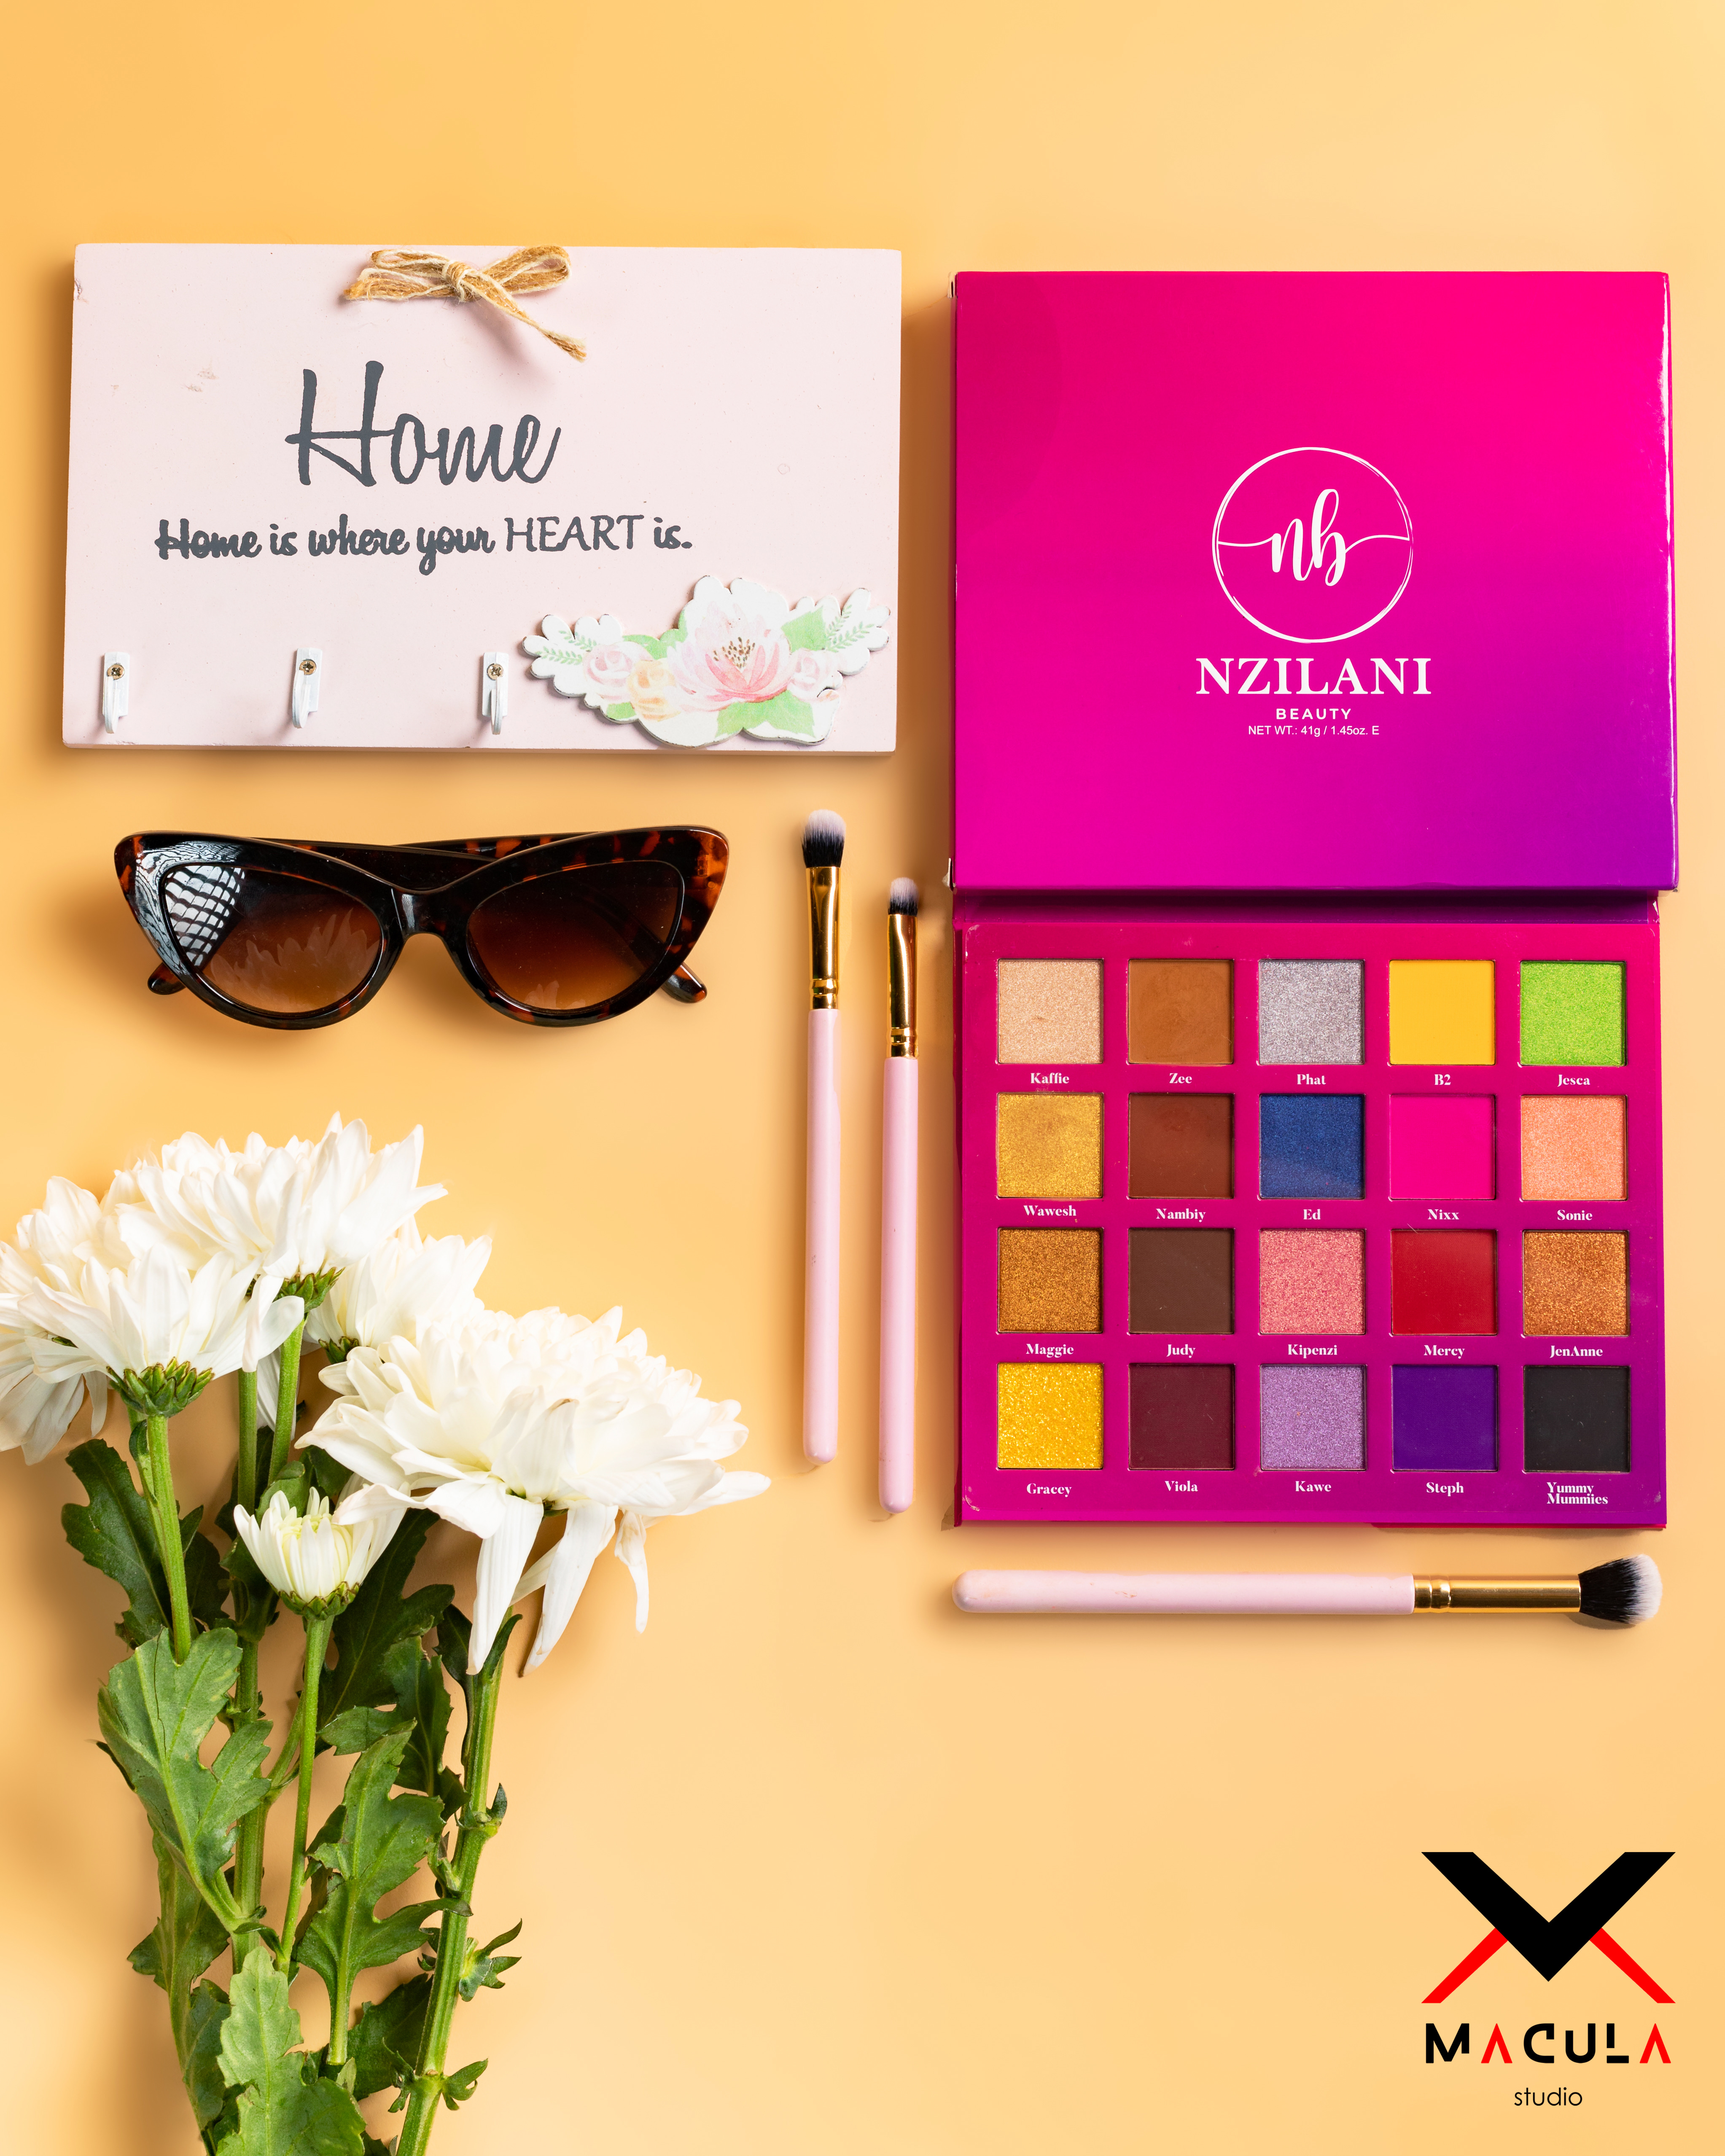 Home
Home is where your HEART is.
nb
NZILANI
BEAUTY
NET WT.: 41g / 1.45oz. E
Kaffie Zee Phat B2 Jesca
Wawesh Nambiy Ed Nixx Sonie
Maggie Judy Kipenzi Mercy JenAnne
Gracey Viola Kawe Steph Yummy
Mummies
MACULA
studio